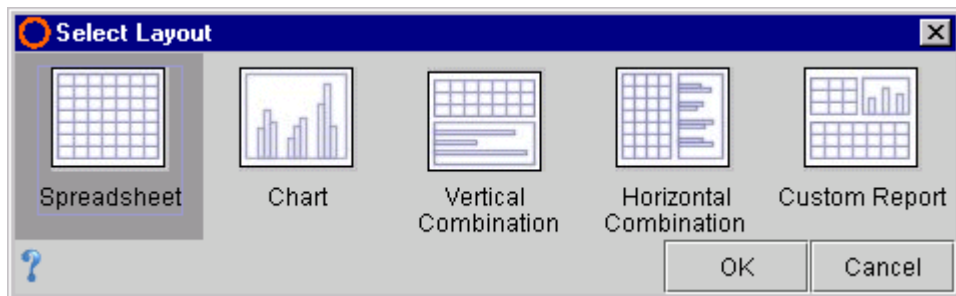 Select Layout
Spreadsheet
Chart
Vertical
Combination
Horizontal
Combination
Custom Report
OK
Cancel